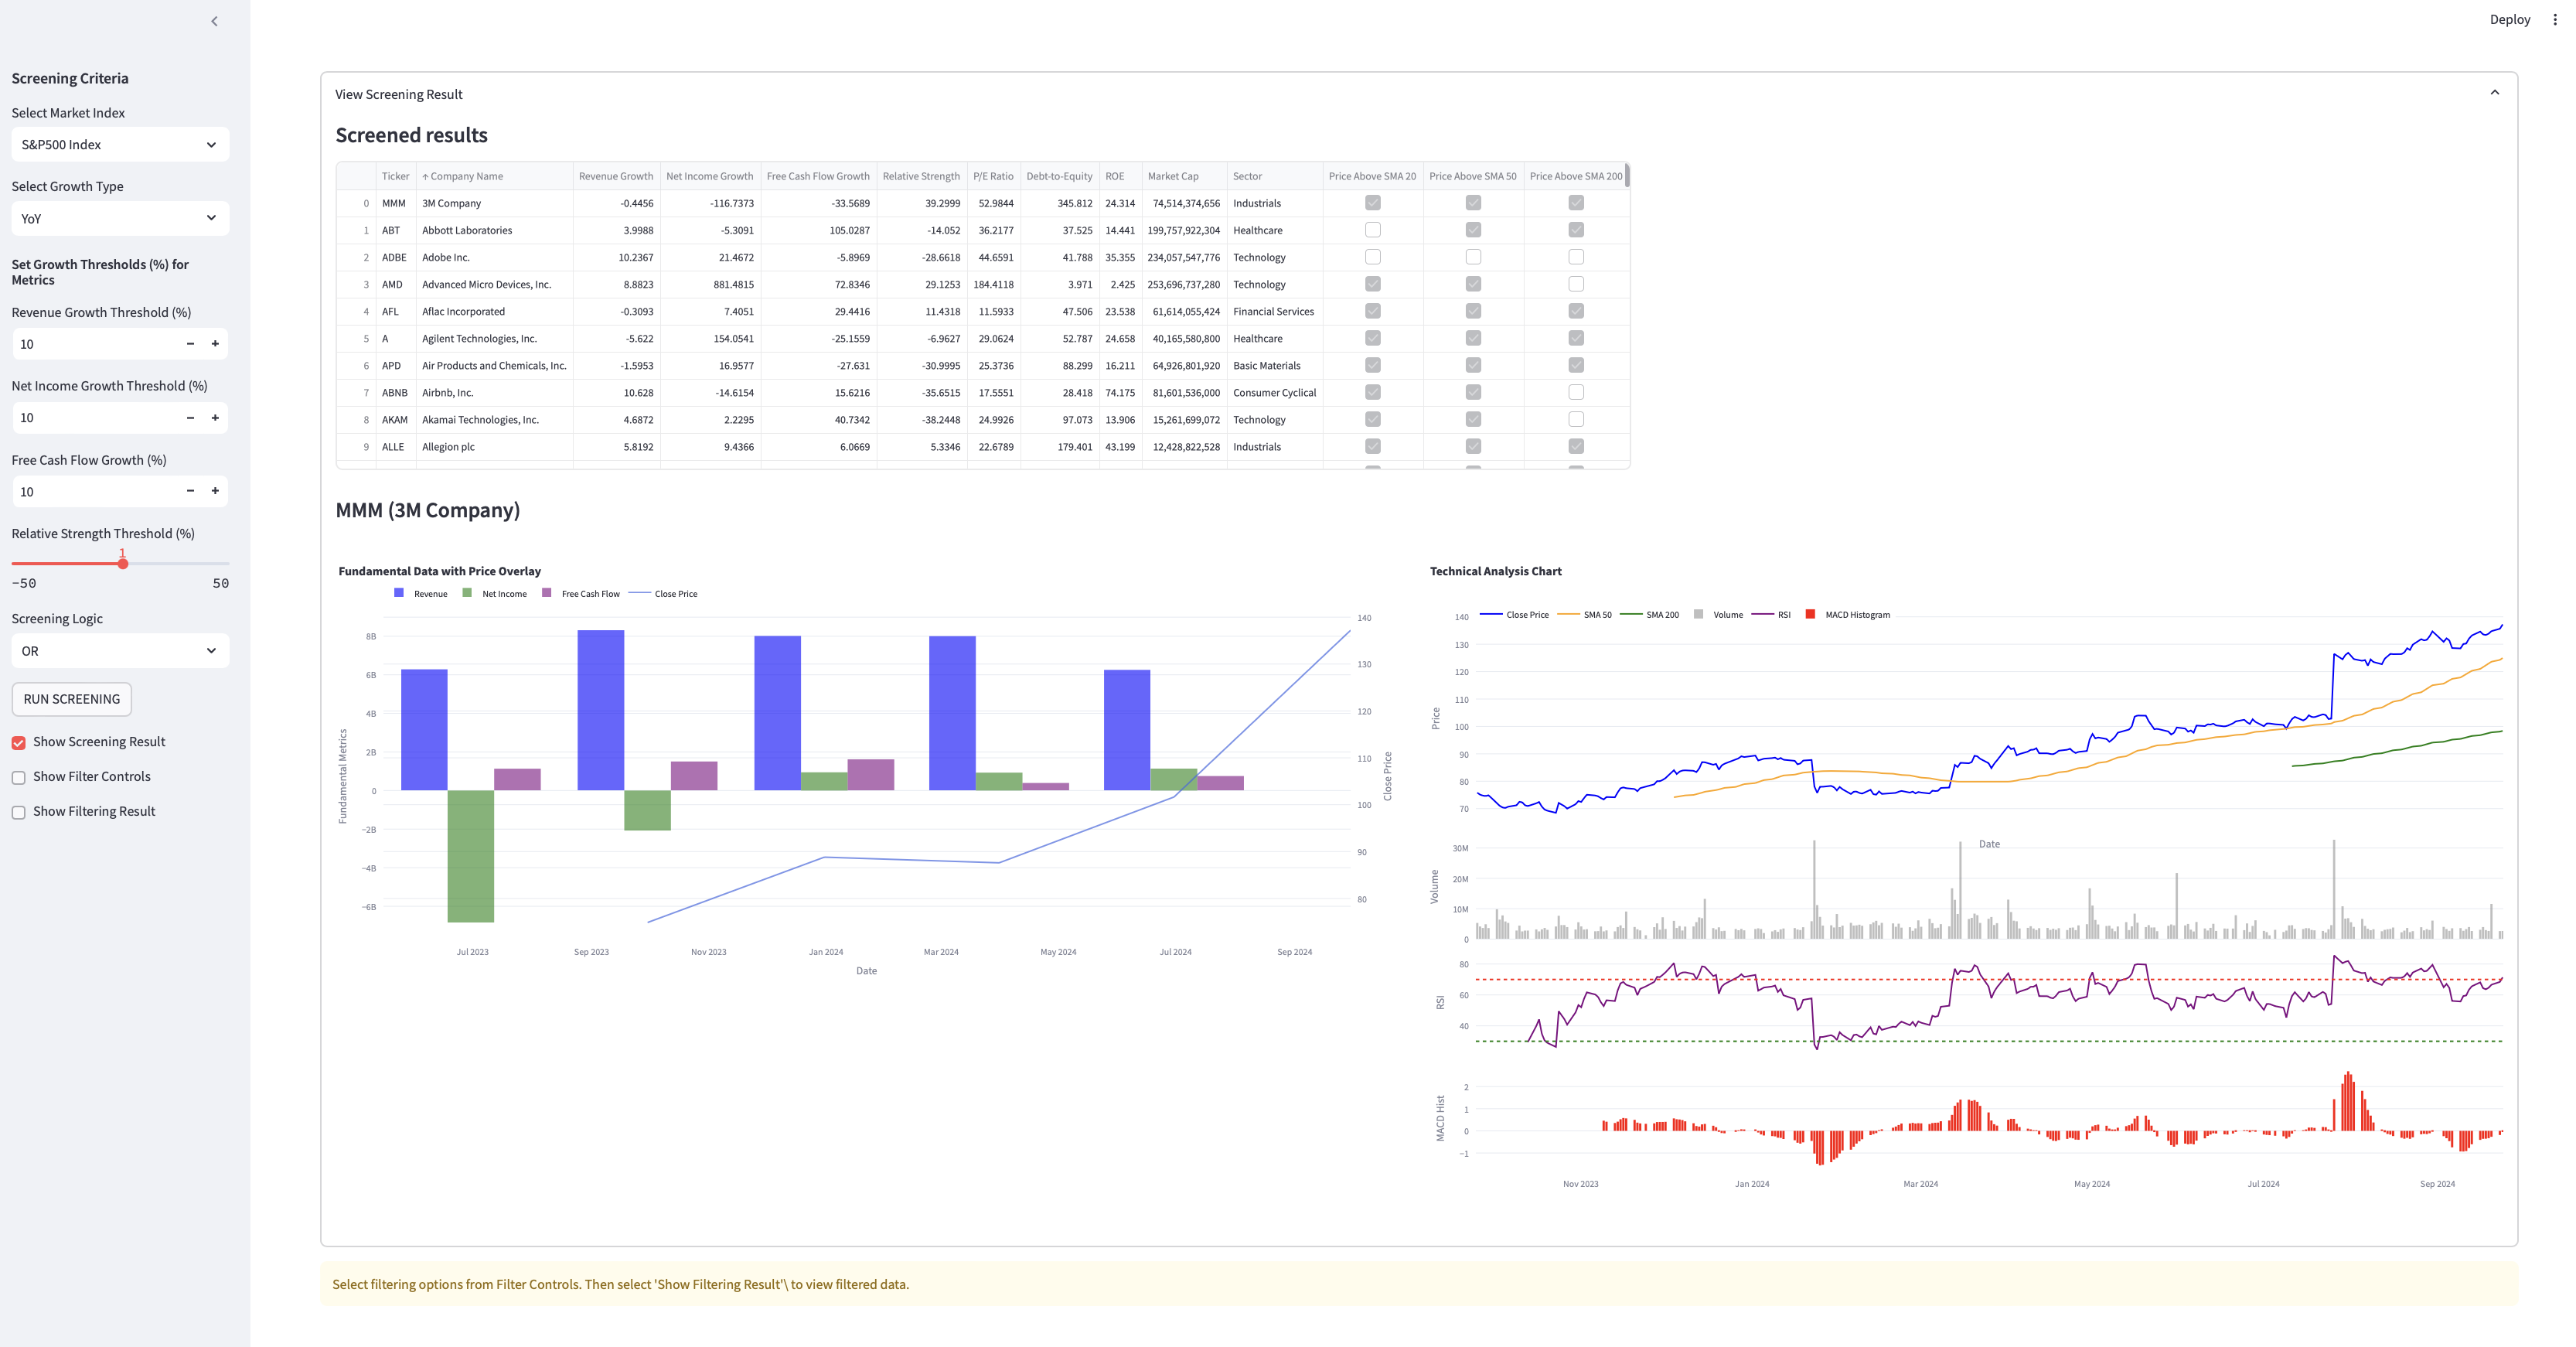 Deploy
Screening Criteria
Select Market Index
S&P500 Index
Select Growth Type
YoY
Set Growth Thresholds (%) for
Metrics
Revenue Growth Threshold (%)
10
Net Income Growth Threshold (%)
10
Free Cash Flow Growth (%)
10
Relative Strength Threshold (%)
1
-50 50
Screening Logic
OR
RUN SCREENING
Show Screening Result
Show Filter Controls
Show Filtering Result
View Screening Result
Screened results
Ticker ↑ Company Name Revenue Growth Net Income Growth Free Cash Flow Growth Relative Strength P/E Ratio Debt-to-Equity ROE Market Cap Sector Price Above SMA 20 Price Above SMA 50 Price Above SMA 200
0 MMM 3M Company -0.4456 -116.7373 -33.5689 39.2999 52.9844 345.812 24.314 74,514,374,656 Industrials
1 ABT Abbott Laboratories 3.9988 -5.3091 105.0287 -14.052 36.2177 37.525 14.441 199,757,922,304 Healthcare
2 ADBE Adobe Inc. 10.2367 21.4672 -5.8969 -28.6618 44.6591 41.788 35.355 234,057,547,776 Technology
3 AMD Advanced Micro Devices, Inc. 8.8823 881.4815 72.8346 29.1253 184.4118 3.971 2.425 253,696,737,280 Technology
4 AFL Aflac Incorporated -0.3093 7.4051 29.4416 11.4318 11.5933 47.506 23.538 61,614,055,424 Financial Services
5 A Agilent Technologies, Inc. -5.622 154.0541 -25.1559 -6.9627 29.0624 52.787 24.658 40,165,580,800 Healthcare
6 APD Air Products and Chemicals, Inc. -1.5953 16.9577 -27.631 -30.9995 25.3736 88.299 16.211 64,926,801,920 Basic Materials
7 ABNB Airbnb, Inc. 10.628 -14.6154 15.6216 -35.6515 17.5551 28.418 74.175 81,601,536,000 Consumer Cyclical
8 AKAM Akamai Technologies, Inc. 4.6872 2.2295 40.7342 -38.2448 24.9926 97.073 13.906 15,261,699,072 Technology
9 ALLE Allegion plc 5.8192 9.4366 6.0669 5.3346 22.6789 179.401 43.199 12,428,822,528 Industrials
MMM (3M Company)
Fundamental Data with Price Overlay
Revenue Net Income Free Cash Flow Close Price
8B
6B
4B
2B
0
−2B
−4B
−6B
Fundamental Metrics
140
130
120
110
100
90
80
Close Price
Jul 2023 Sep 2023 Nov 2023 Jan 2024 Mar 2024 May 2024 Jul 2024 Sep 2024
Date
Technical Analysis Chart
Close Price SMA 50 SMA 200 Volume RSI MACD Histogram
140
130
120
110
100
90
80
70
Price
Date
30M
20M
10M
0
Volume
80
60
40
RSI
2
1
0
−1
MACD Hist
Nov 2023 Jan 2024 Mar 2024 May 2024 Jul 2024 Sep 2024
Select filtering options from Filter Controls. Then select 'Show Filtering Result'\ to view filtered data.